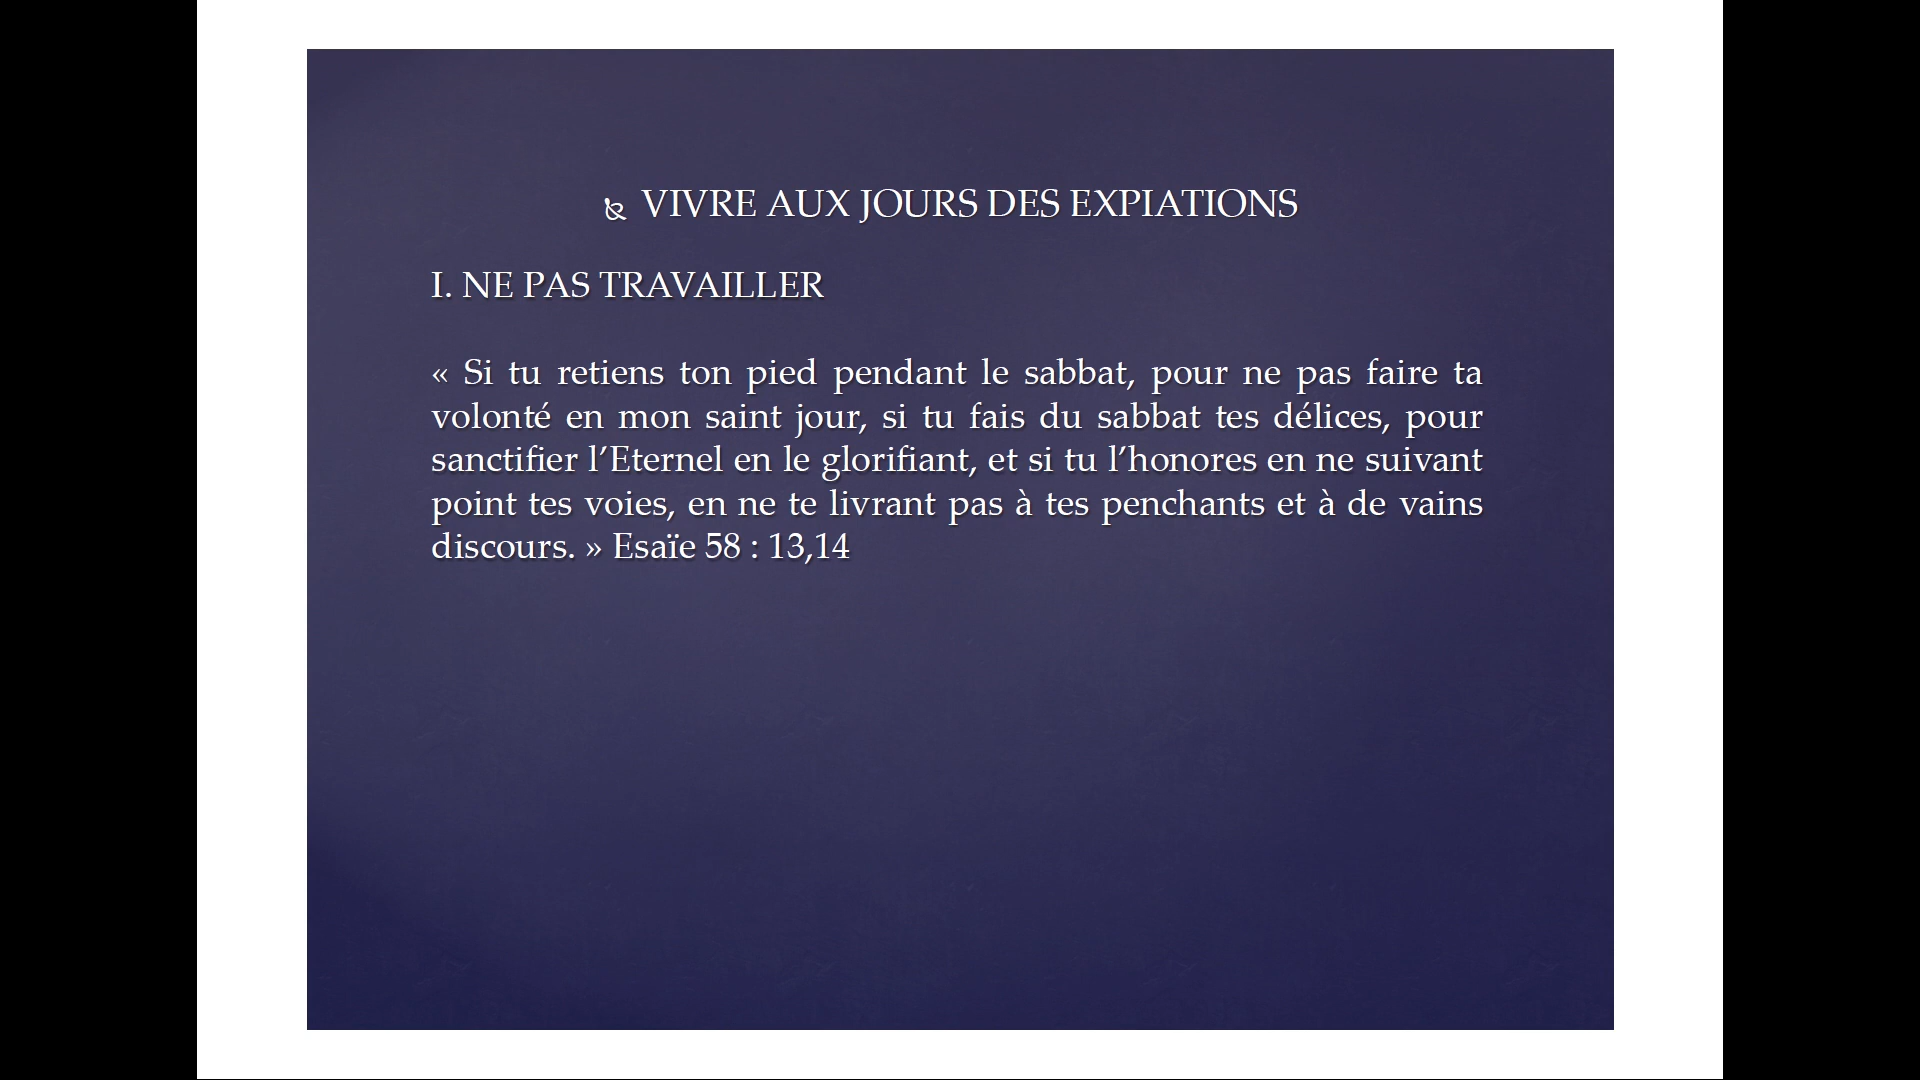 VIVRE AUX JOURS DES EXPIATIONS
I. NE PAS TRAVAILLER
« Si tu retiens ton pied pendant le sabbat, pour ne pas faire ta
volonté en mon saint jour, si tu fais du sabbat tes délices, pour
sanctifier l’Eternel en le glorifiant, et si tu l’honores en ne suivant
point tes voies, en ne te livrant pas à tes penchants et à de vains
discours. » Esaïe 58 : 13,14